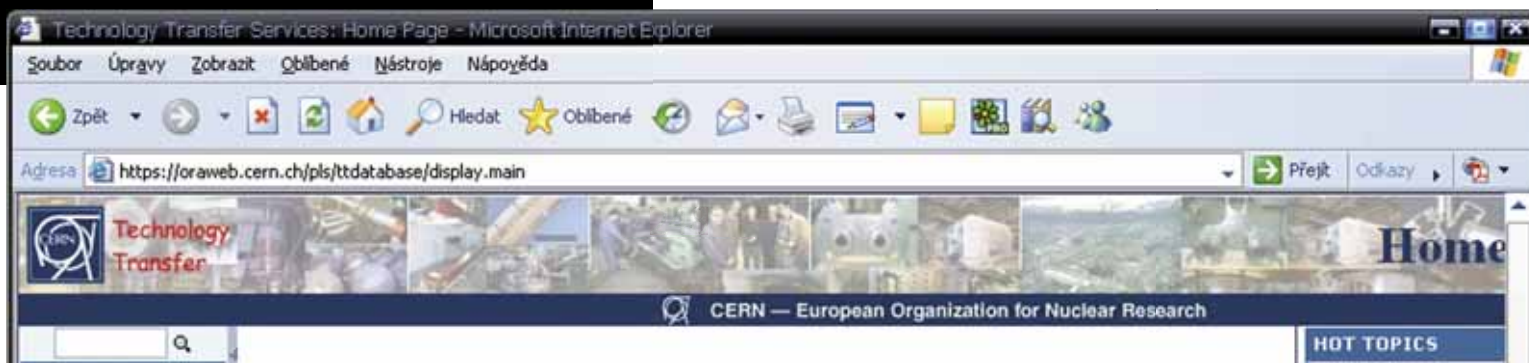 Technology Transfer Services: Home Page - Microsoft Internet Explorer
Soubor Úpravy Zobrazit Oblíbené Nástroje Nápověda
Zpět Hledat Oblíbené PRO
Adresa https://oraweb.cern.ch/pls/ttdatabase/display.main Přejít Odkazy
CERN Technology
Transfer
Home
CERN — European Organization for Nuclear Research
HOT TOPICS